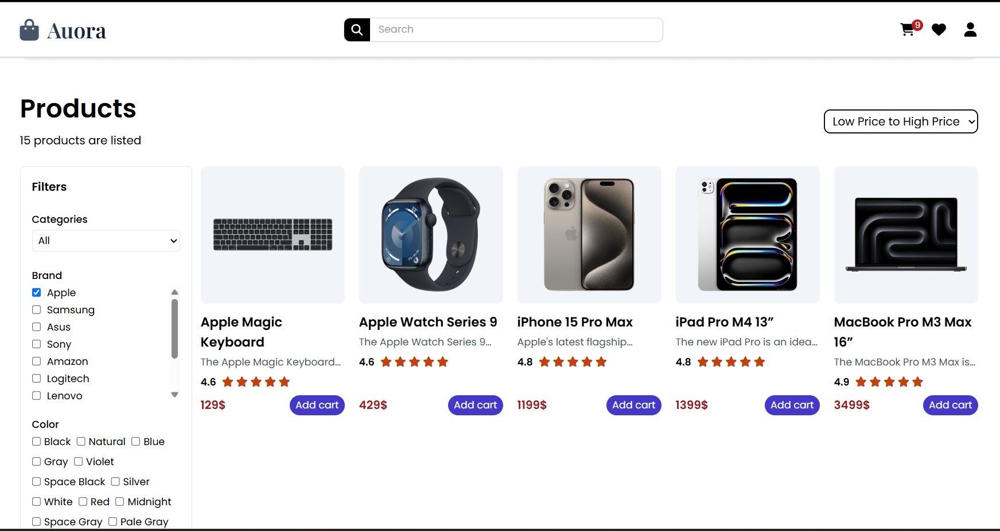 Auora
Search
9
Products
15 products are listed
Low Price to High Price
Filters
Categories
All
Brand
Apple
Samsung
Asus
Sony
Amazon
Logitech
Lenovo
Color
Black Natural Blue
Gray Violet
Space Black Silver
White Red Midnight
Space Gray Pale Gray
Apple Magic
Keyboard
The Apple Magic Keyboard...
4.6
129$ Add cart
Apple Watch Series 9
The Apple Watch Series 9...
4.6
429$ Add cart
iPhone 15 Pro Max
Apple's latest flagship...
4.8
1199$ Add cart
iPad Pro M4 13”
The new iPad Pro is an idea...
4.8
1399$ Add cart
MacBook Pro M3 Max
16”
The MacBook Pro M3 Max is...
4.9
3499$ Add cart